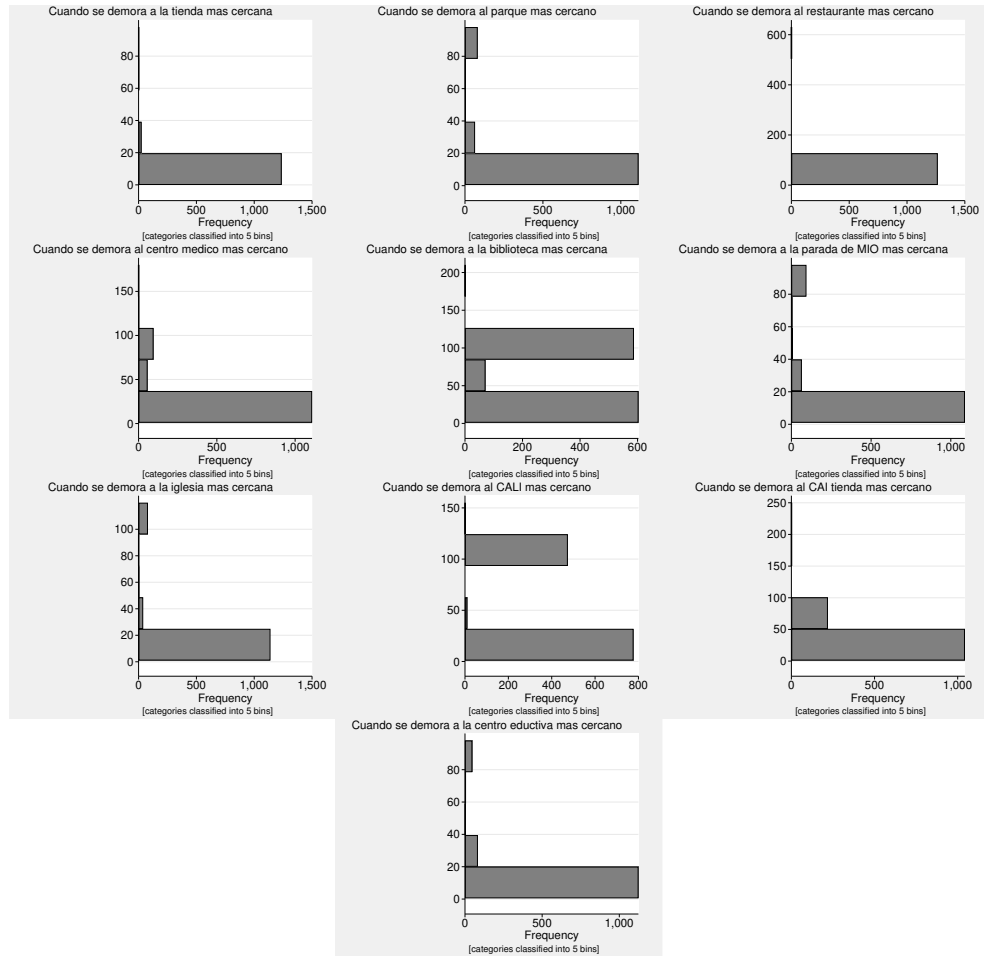 Cuando se demora a la tienda mas cercana
80
60
40
20
0
0 500 1,000 1,500
Frequency
[categories classified into 5 bins]
Cuando se demora al parque mas cercano
80
60
40
20
0
0 500 1,000
Frequency
[categories classified into 5 bins]
Cuando se demora al restaurante mas cercano
600
400
200
0
0 500 1,000 1,500
Frequency
[categories classified into 5 bins]
Cuando se demora al centro medico mas cercano
150
100
50
0
0 500 1,000
Frequency
[categories classified into 5 bins]
Cuando se demora a la biblioteca mas cercana
200
150
100
50
0
0 200 400 600
Frequency
[categories classified into 5 bins]
Cuando se demora a la parada de MIO mas cercana
80
60
40
20
0
0 500 1,000
Frequency
[categories classified into 5 bins]
Cuando se demora a la iglesia mas cercana
100
80
60
40
20
0
0 500 1,000 1,500
Frequency
[categories classified into 5 bins]
Cuando se demora al CALI mas cercano
150
100
50
0
0 200 400 600 800
Frequency
[categories classified into 5 bins]
Cuando se demora al CAI tienda mas cercano
250
200
150
100
50
0
0 500 1,000
Frequency
[categories classified into 5 bins]
Cuando se demora a la centro eductiva mas cercano
80
60
40
20
0
0 500 1,000
Frequency
[categories classified into 5 bins]